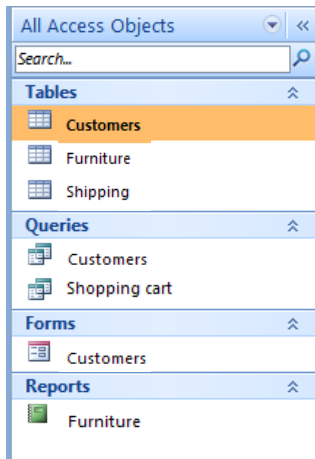 All Access Objects
Search...
Tables
Customers
Furniture
Shipping
Queries
Customers
Shopping cart
Forms
Customers
Reports
Furniture